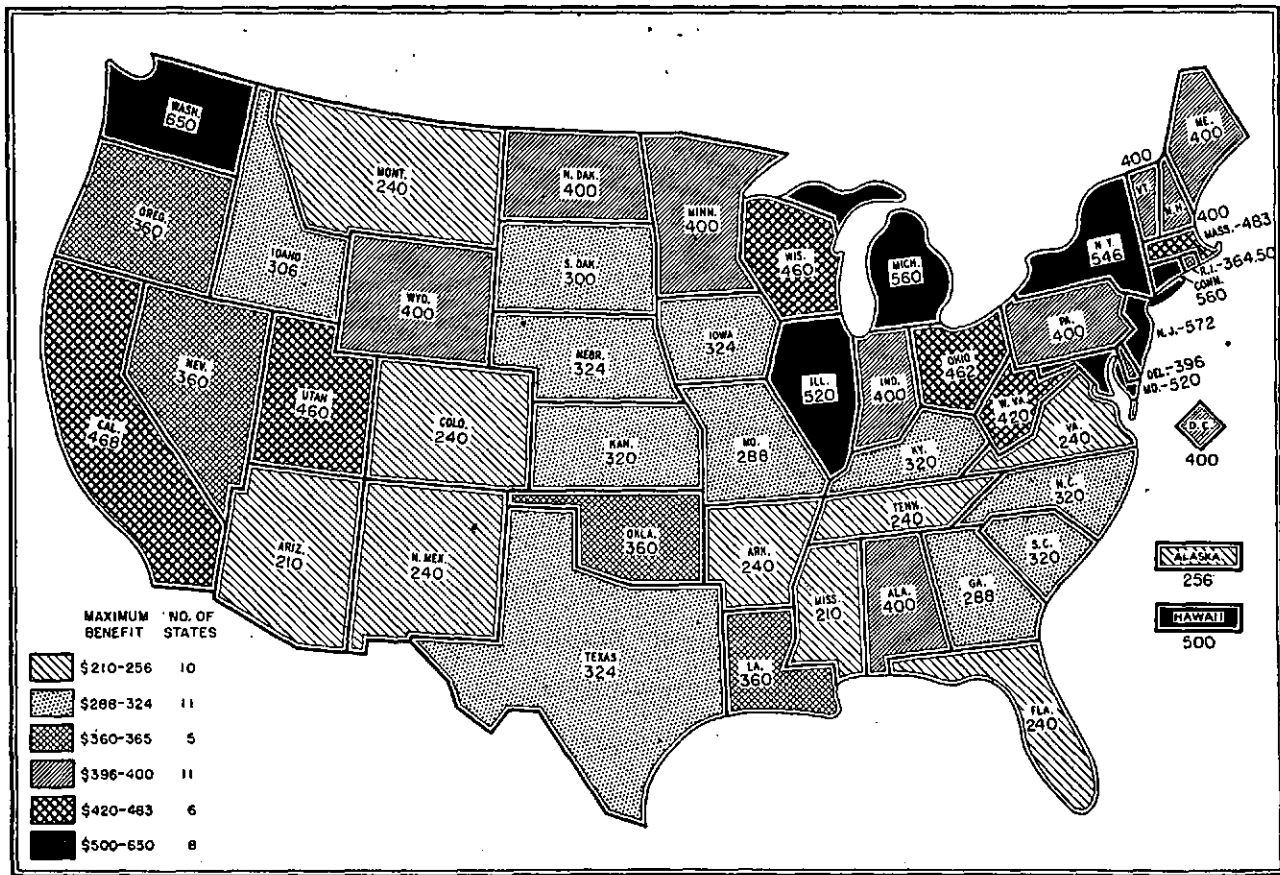 WASH.
650
MONT.
240
N. DAK.
400
MINN.
400
ME.
400
400
VT.
N.H.
400
MASS.-483
R.I.-364.50
CONN.
560
OREG.
360
IDAHO
306
S. DAK.
300
WIS.
460
MICH.
560
N Y.
546
WYO.
400
IOWA
324
PA.
400
N.J.-572
NEV.
360
NEBR.
324
OHIO
462
DEL.-396
MD.-520
UTAH
460
ILL.
520
IND.
400
W. VA.
420
D.C.
400
CAL.
468
COLO.
240
KAN.
320
MO.
288
KY.
320
VA.
240
N.C.
320
TENN.
240
ARIZ.
210
N. MEX.
240
OKLA.
360
ARK.
240
S.C.
320
ALASKA
256
MISS.
210
ALA.
400
GA.
288
HAWAII
500
TEXAS
324
LA.
360
FLA.
240
MAXIMUM BENEFIT NO. OF STATES
$210-256 10
$288-324 11
$360-365 5
$396-400 11
$420-483 6
$500-650 8